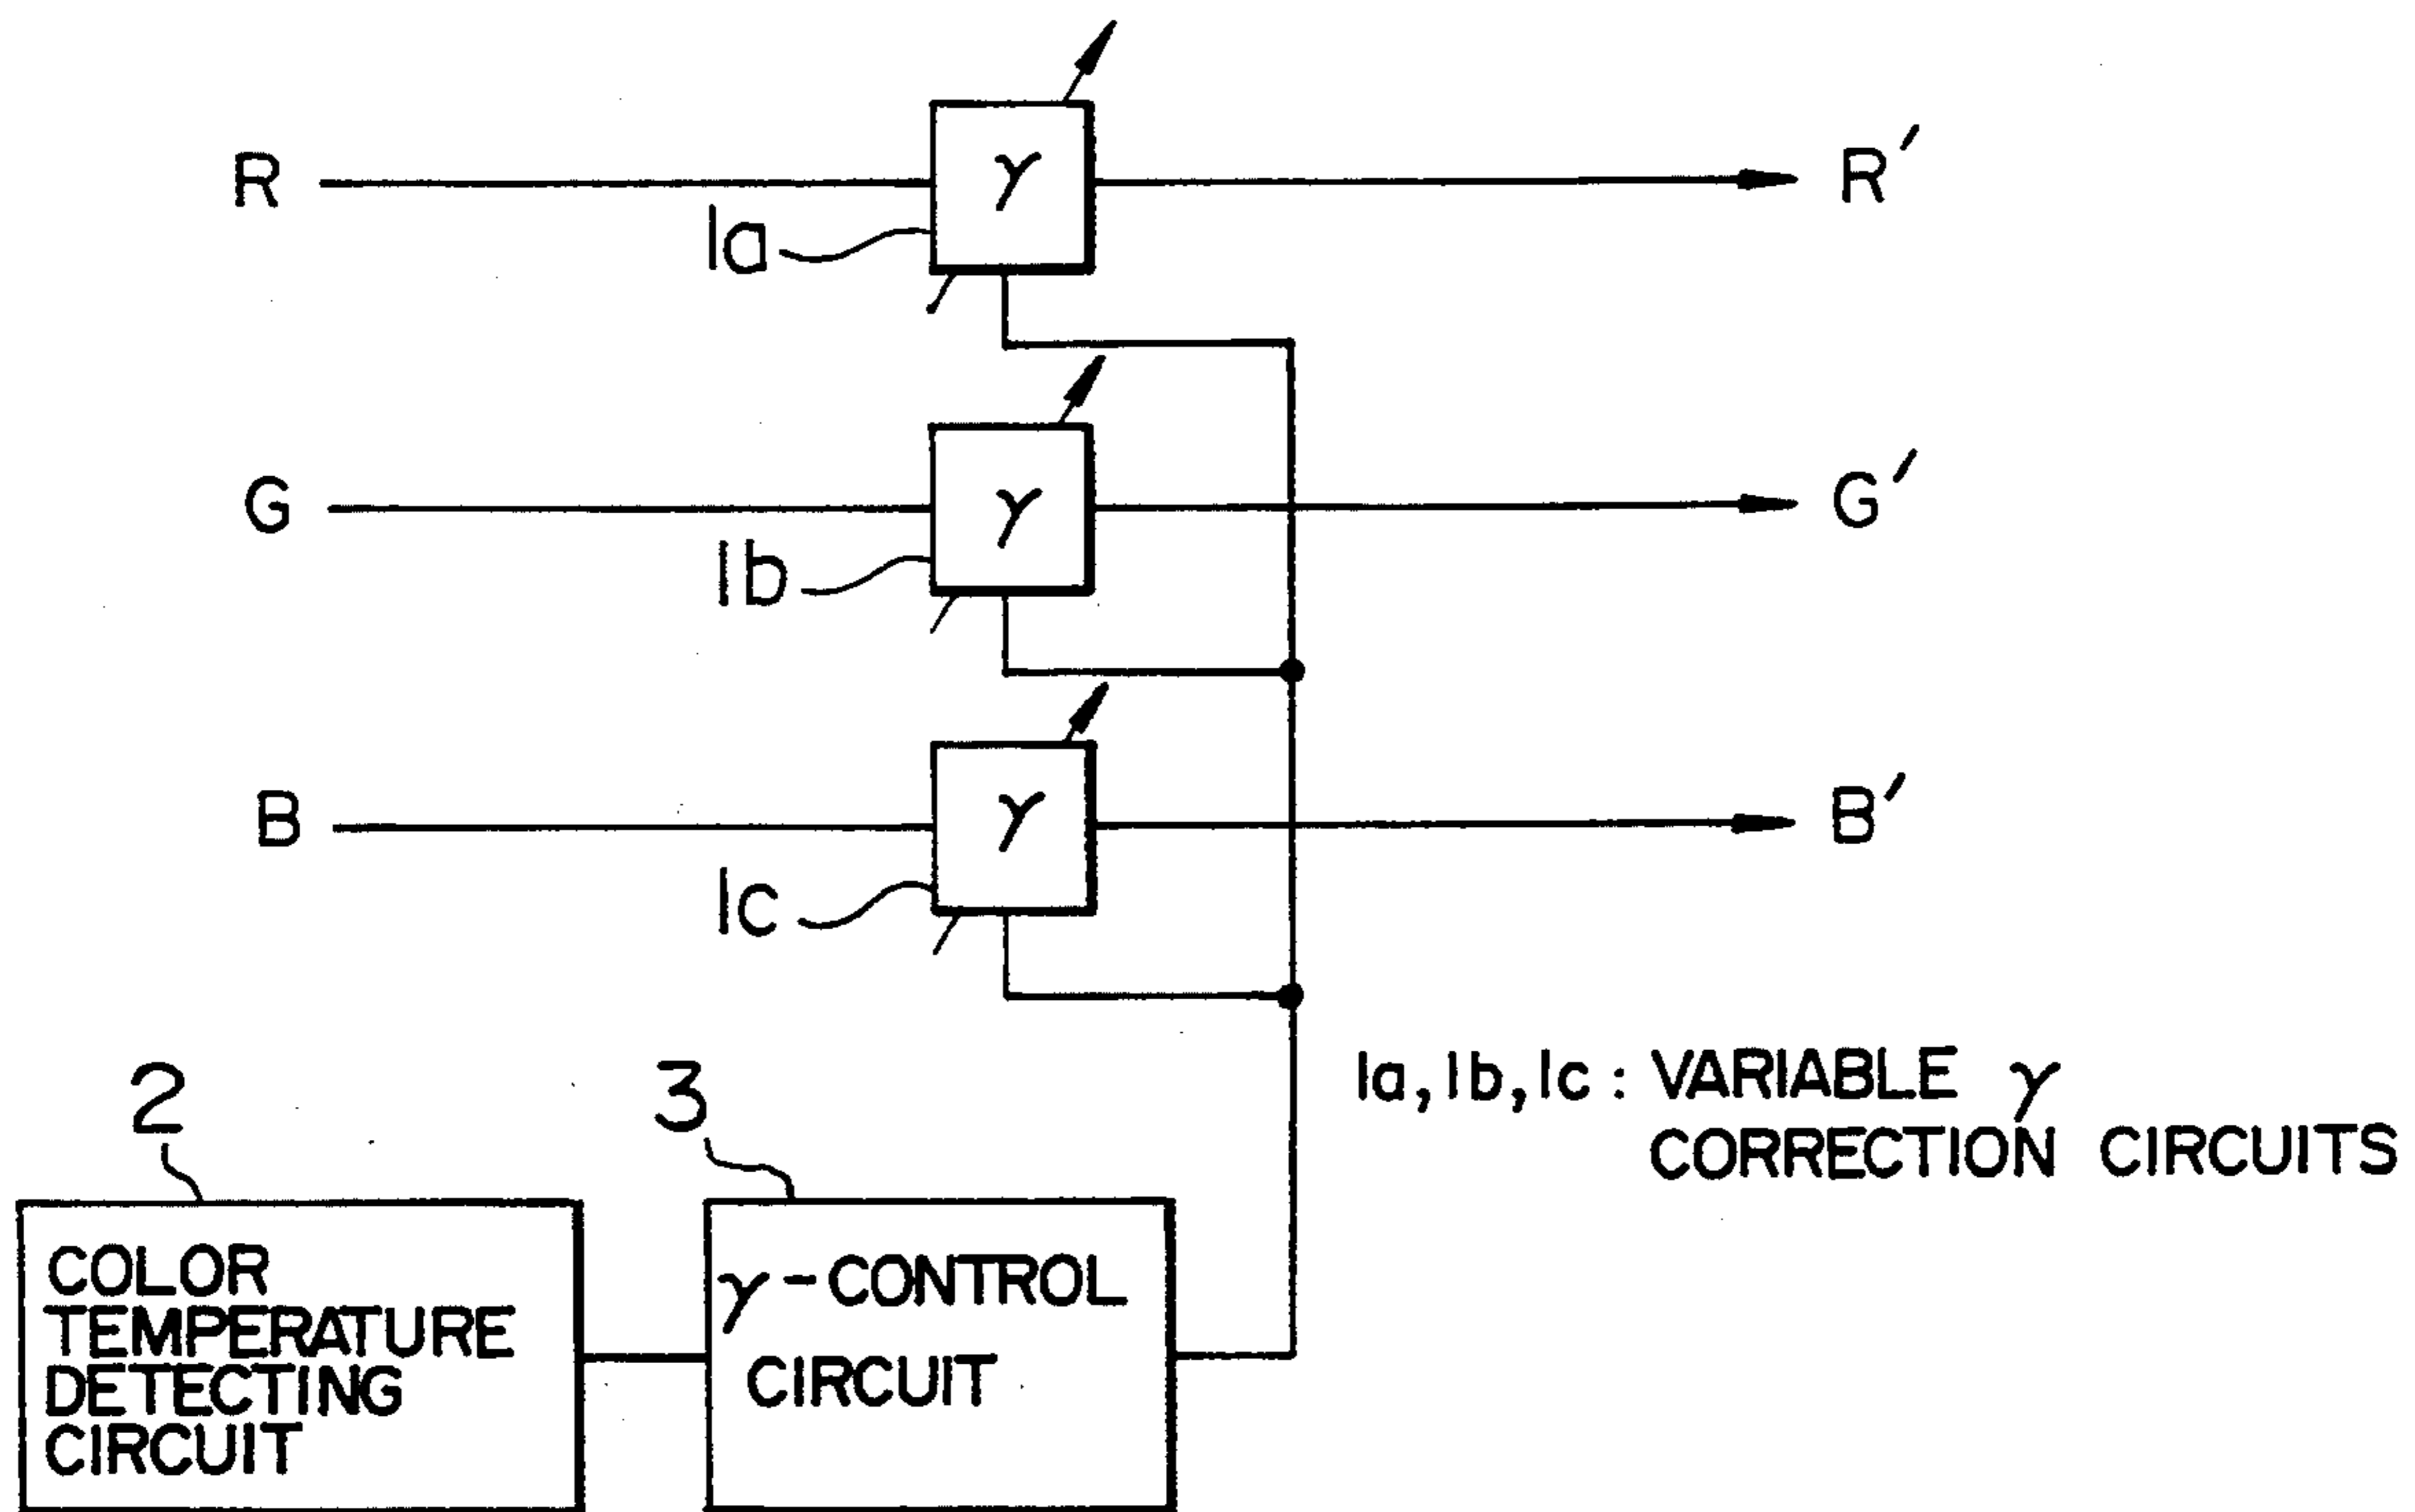 R γ R′
1a
G γ G′
1b
B γ B′
1c
1a, 1b, 1c : VARIABLE γ
CORRECTION CIRCUITS
2
3
COLOR
TEMPERATURE
DETECTING
CIRCUIT
γ-CONTROL
CIRCUIT